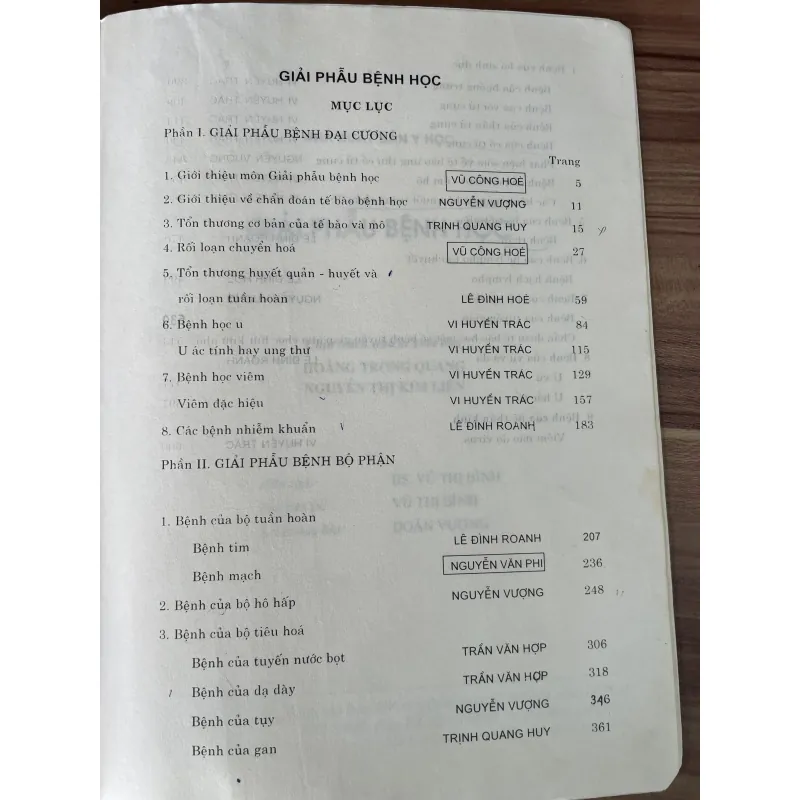 GIẢI PHẪU BỆNH HỌC
MỤC LỤC
Phần I. GIẢI PHẪU BỆNH ĐẠI CƯƠNG
Trang
1. Giới thiệu môn Giải phẫu bệnh học VŨ CÔNG HOÈ 5
2. Giới thiệu về chẩn đoán tế bào bệnh học NGUYỄN VƯỢNG 11
3. Tổn thương cơ bản của tế bào và mô TRỊNH QUANG HUY 15
4. Rối loạn chuyển hoá VŨ CÔNG HOÈ 27
5. Tổn thương huyết quản - huyết và
rối loạn tuần hoàn LÊ ĐÌNH HOÈ 59
6. Bệnh học u VI HUYỀN TRÁC 84
U ác tính hay ung thư VI HUYỀN TRÁC 115
7. Bệnh học viêm VI HUYỀN TRÁC 129
Viêm đặc hiệu VI HUYỀN TRÁC 157
8. Các bệnh nhiễm khuẩn LÊ ĐÌNH ROANH 183
Phần II. GIẢI PHẪU BỆNH BỘ PHẬN
1. Bệnh của bộ tuần hoàn
Bệnh tim LÊ ĐÌNH ROANH 207
Bệnh mạch NGUYỄN VĂN PHI 236
2. Bệnh của bộ hô hấp NGUYỄN VƯỢNG 248
3. Bệnh của bộ tiêu hoá
Bệnh của tuyến nước bọt TRẦN VĂN HỢP 306
Bệnh của dạ dày TRẦN VĂN HỢP 318
Bệnh của tụy NGUYỄN VƯỢNG 346
Bệnh của gan TRỊNH QUANG HUY 361